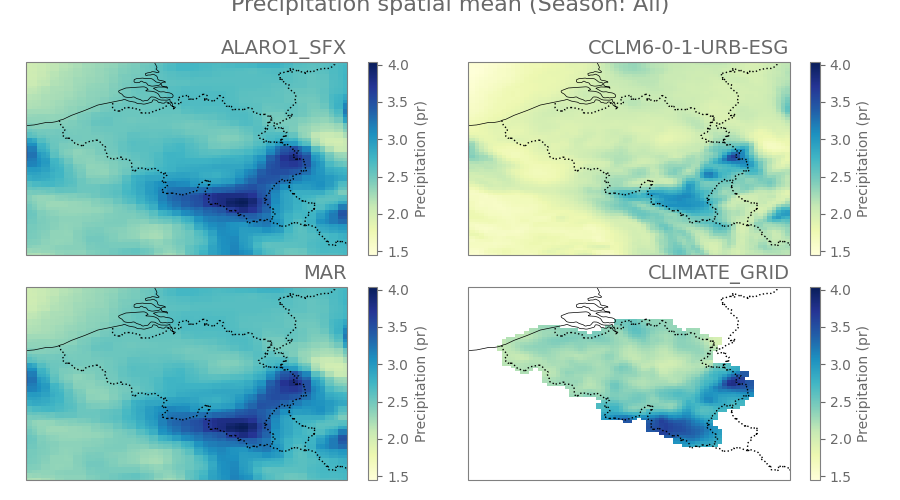 Precipitation spatial mean (Season: All)
ALARO1_SFX
4.0
3.5
3.0
2.5
2.0
1.5
Precipitation (pr)
CCLM6-0-1-URB-ESG
4.0
3.5
3.0
2.5
2.0
1.5
Precipitation (pr)
MAR
4.0
3.5
3.0
2.5
2.0
1.5
Precipitation (pr)
CLIMATE_GRID
4.0
3.5
3.0
2.5
2.0
1.5
Precipitation (pr)